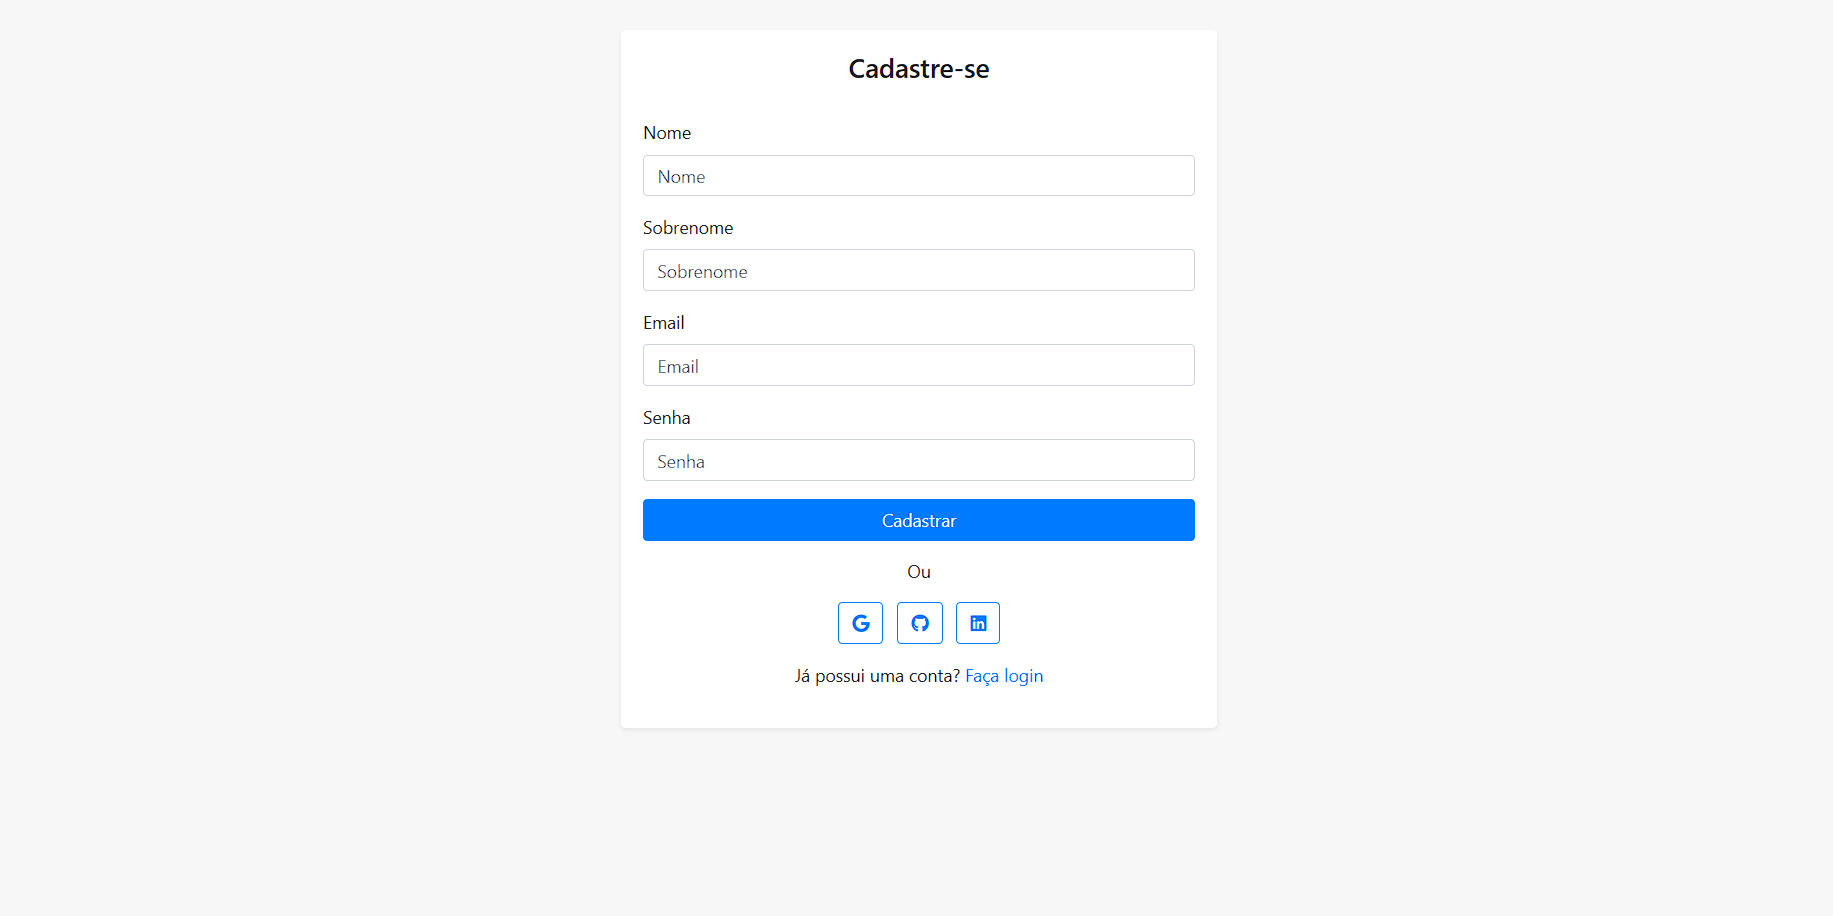 Cadastre-se
Nome
Nome
Sobrenome
Sobrenome
Email
Email
Senha
Senha
Cadastrar
Ou
Já possui uma conta? Faça login